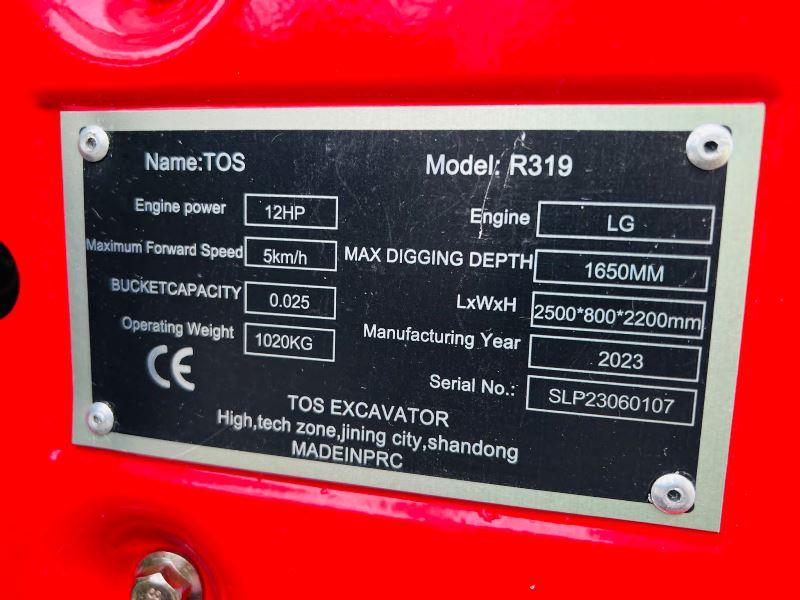 Name:TOS
Model: R319
Engine power 12HP
Engine LG
Maximum Forward Speed 5km/h
MAX DIGGING DEPTH 1650MM
BUCKETCAPACITY 0.025
LxWxH 2500*800*2200mm
Operating Weight 1020KG
Manufacturing Year 2023
CE
Serial No.: SLP23060107
TOS EXCAVATOR
High,tech zone,jining city,shandong
MADEINPRC